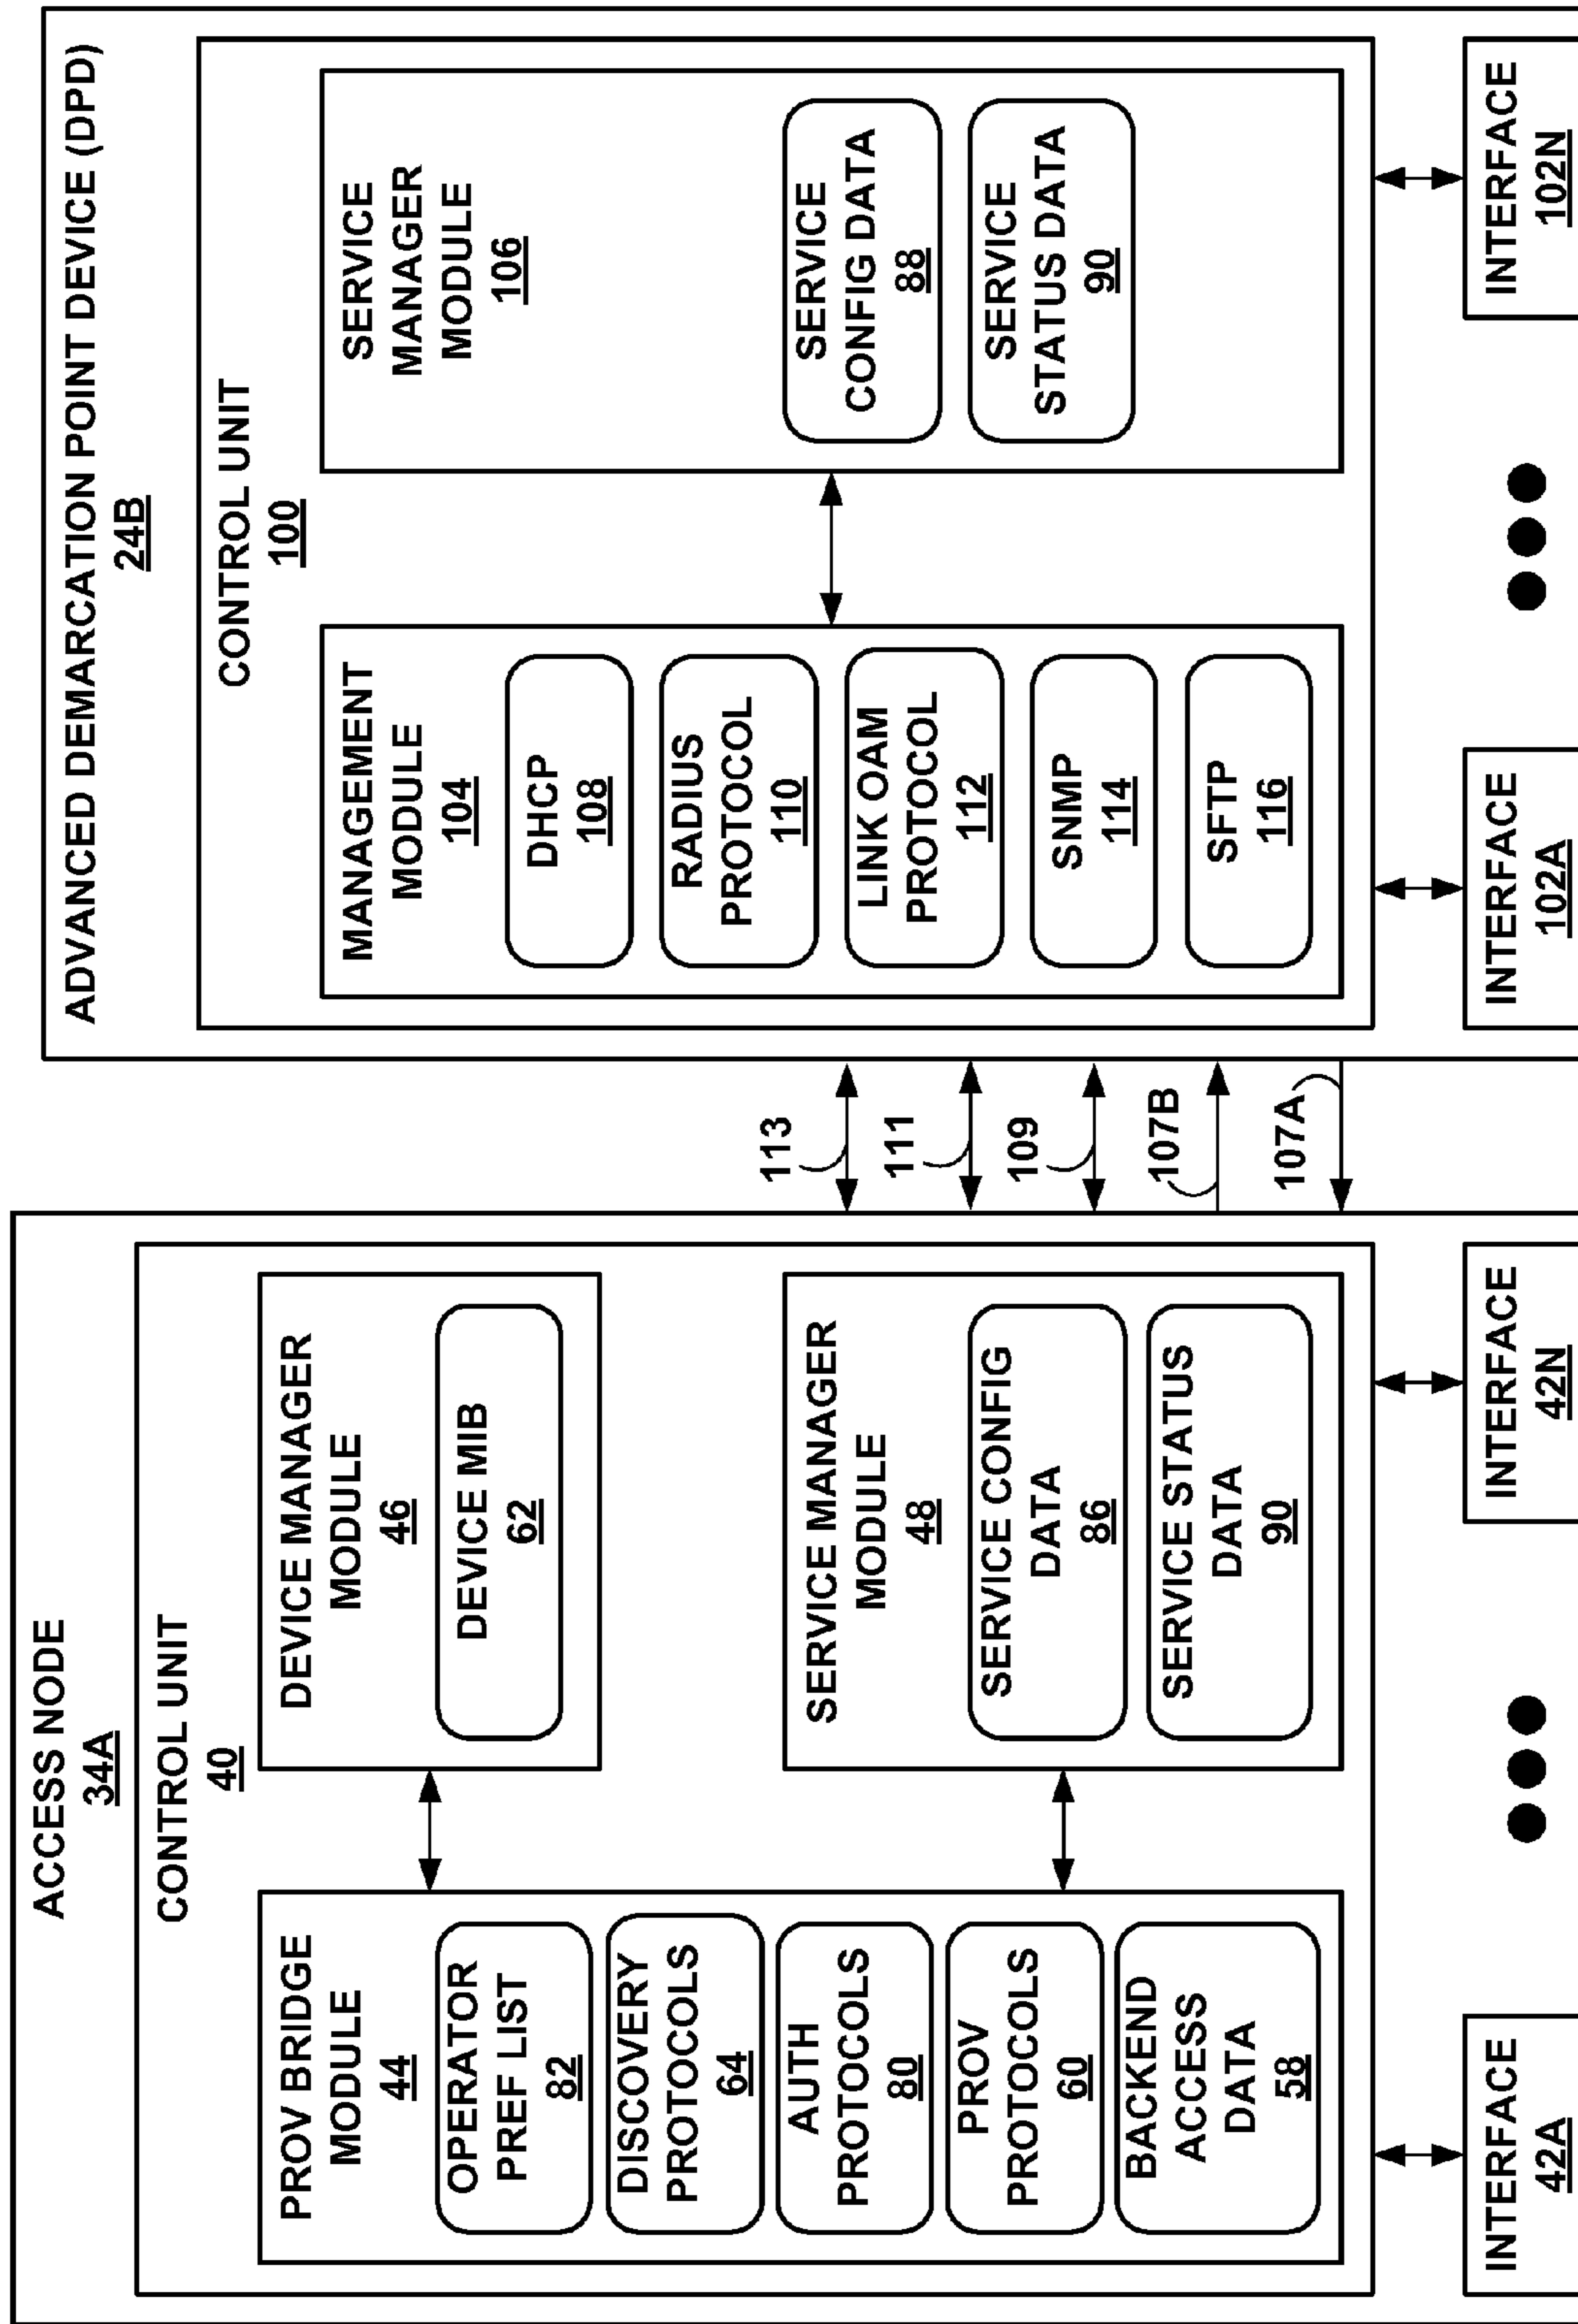 ACCESS NODE
34A
CONTROL UNIT
40
PROV BRIDGE
MODULE
44
OPERATOR
PREF LIST
82
DISCOVERY
PROTOCOLS
64
AUTH
PROTOCOLS
80
PROV
PROTOCOLS
60
BACKEND
ACCESS
DATA
58
DEVICE MANAGER
MODULE
46
DEVICE MIB
62
SERVICE MANAGER
MODULE
48
SERVICE CONFIG
DATA
86
SERVICE STATUS
DATA
90
INTERFACE
42A
INTERFACE
42N
113
111
109
107B
107A
ADVANCED DEMARCATION POINT DEVICE (DPD)
24B
CONTROL UNIT
100
MANAGEMENT
MODULE
104
DHCP
108
RADIUS
PROTOCOL
110
LINK OAM
PROTOCOL
112
SNMP
114
SFTP
116
SERVICE
MANAGER
MODULE
106
SERVICE
CONFIG DATA
88
SERVICE
STATUS DATA
90
INTERFACE
102A
INTERFACE
102N